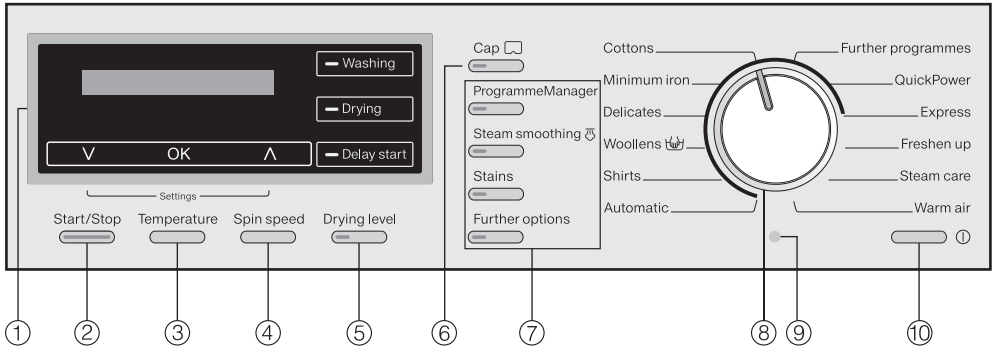 Washing
Drying
Delay start
V OK Λ
Settings
Start/Stop Temperature Spin speed Drying level
Cap
ProgrammeManager
Steam smoothing
Stains
Further options
Cottons
Minimum iron
Delicates
Woollens
Shirts
Automatic
Further programmes
QuickPower
Express
Freshen up
Steam care
Warm air
① ② ③ ④ ⑤ ⑥ ⑦ ⑧ ⑨ ⑩